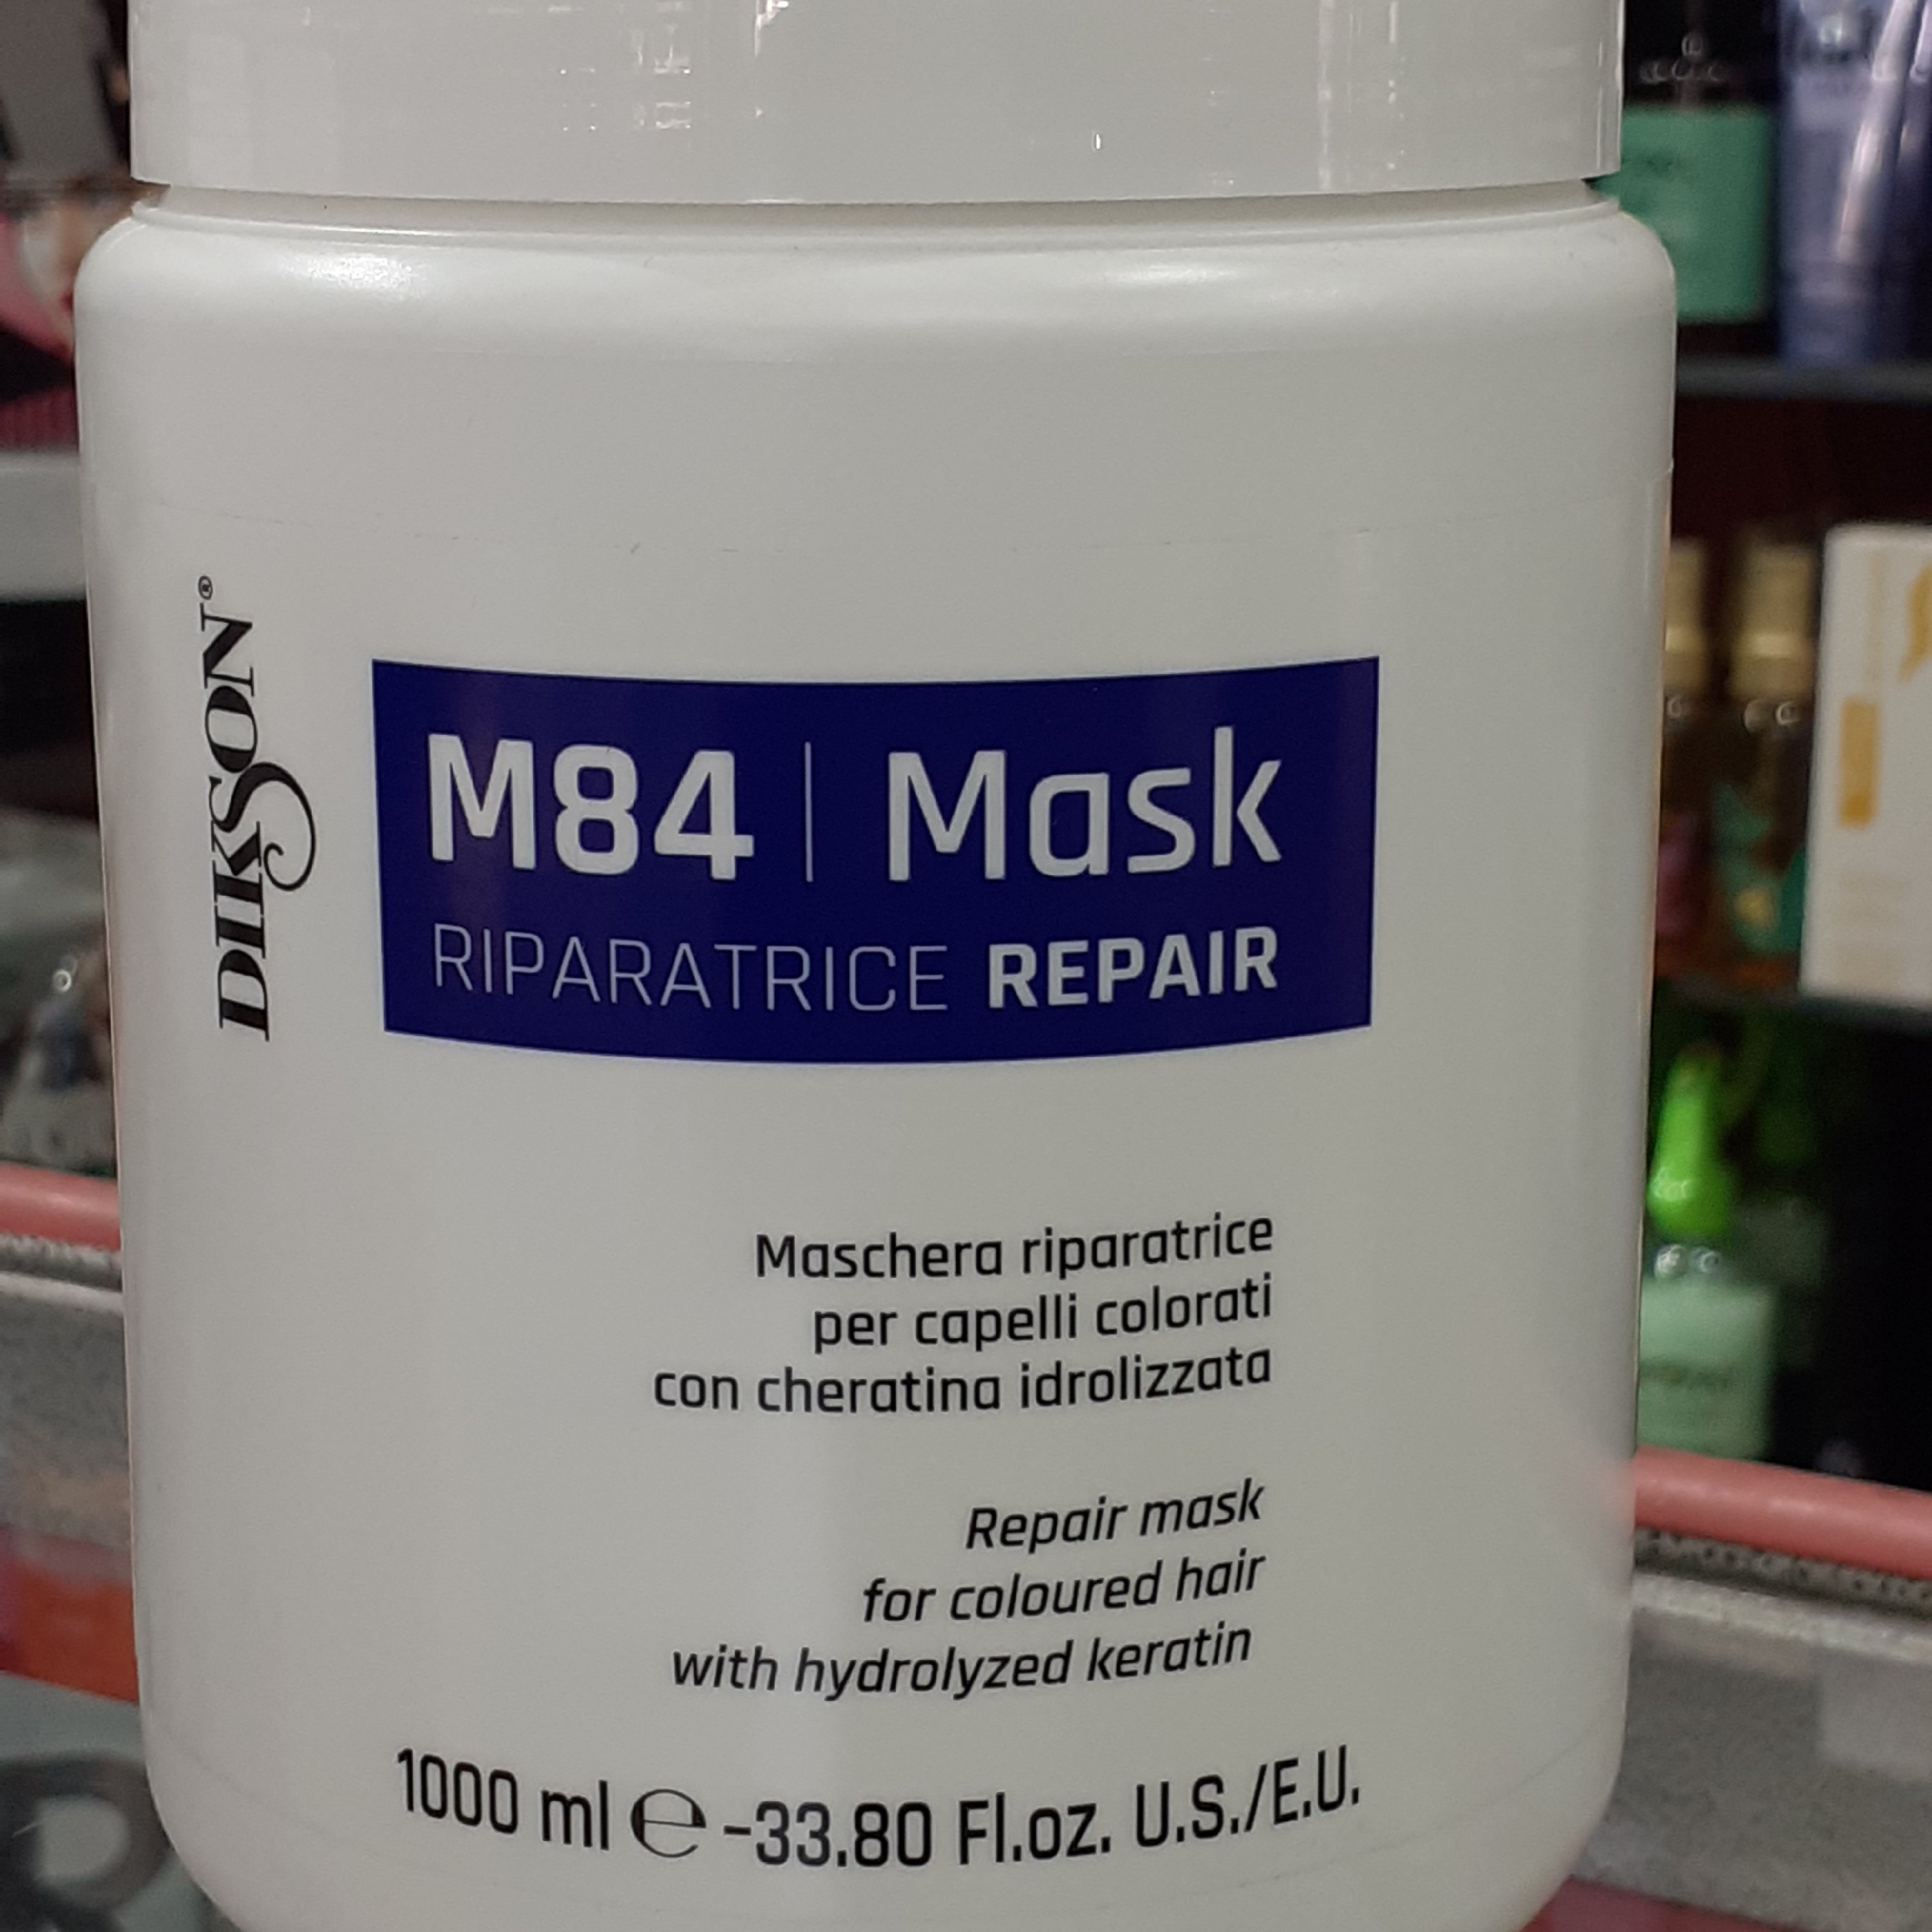 DIKSON®
M84 | Mask
RIPARATRICE REPAIR
Maschera riparatrice
per capelli colorati
con cheratina idrolizzata
Repair mask
for coloured hair
with hydrolyzed keratin
1000 ml ℮ -33.80 Fl.oz. U.S./E.U.